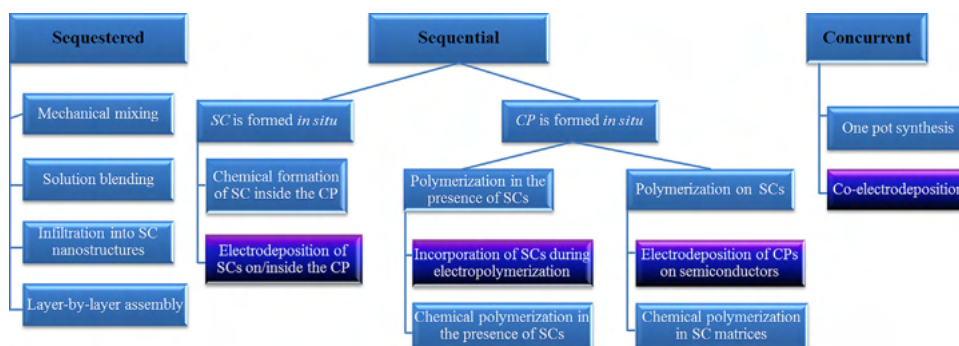 Sequestered
Mechanical mixing
Solution blending
Infiltration into SC
nanostructures
Layer-by-layer assembly
Sequential
SC is formed in situ
Chemical formation
of SC inside the CP
Electrodeposition of
SCs on/inside the CP
CP is formed in situ
Polymerization in the
presence of SCs
Incorporation of SCs during
electropolymerization
Chemical polymerization in
the presence of SCs
Polymerization on SCs
Electrodeposition of CPs
on semiconductors
Chemical polymerization
in SC matrices
Concurrent
One pot synthesis
Co-electrodeposition